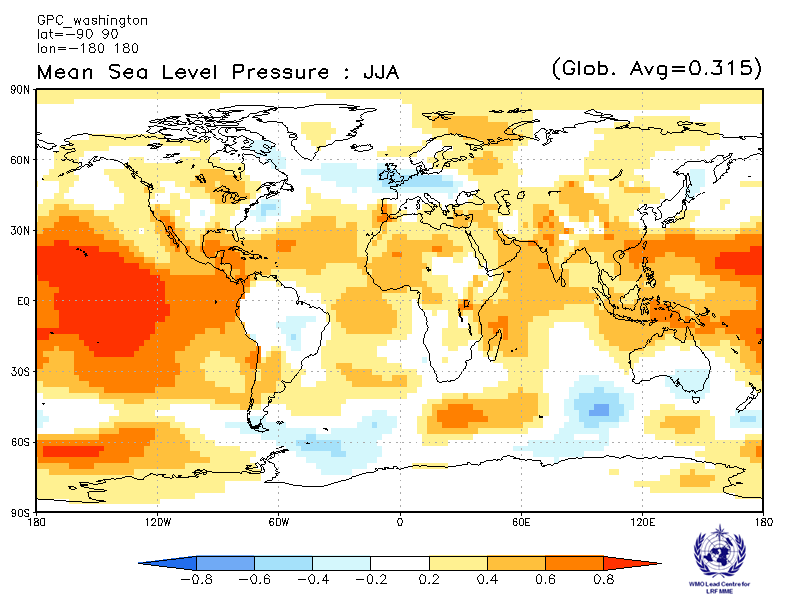 GPC_washington
lat=-90 90
lon=-180 180
Mean Sea Level Pressure : JJA
(Glob. Avg=0.315)
90N
60N
30N
EQ
30S
60S
90S
180 120W 60W 0 60E 120E 180
-0.8 -0.6 -0.4 -0.2 0.2 0.4 0.6 0.8
WMO Lead Centre for
LRF MME